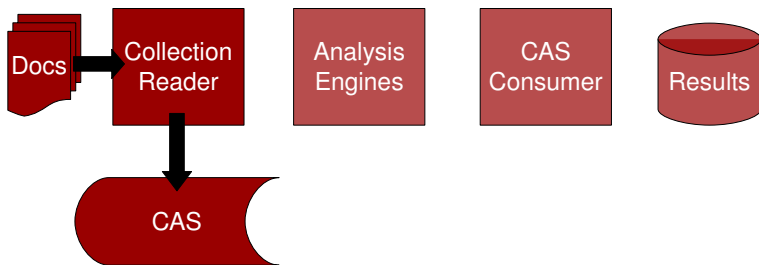 Docs
Collection
Reader
Analysis
Engines
CAS
Consumer
Results
CAS